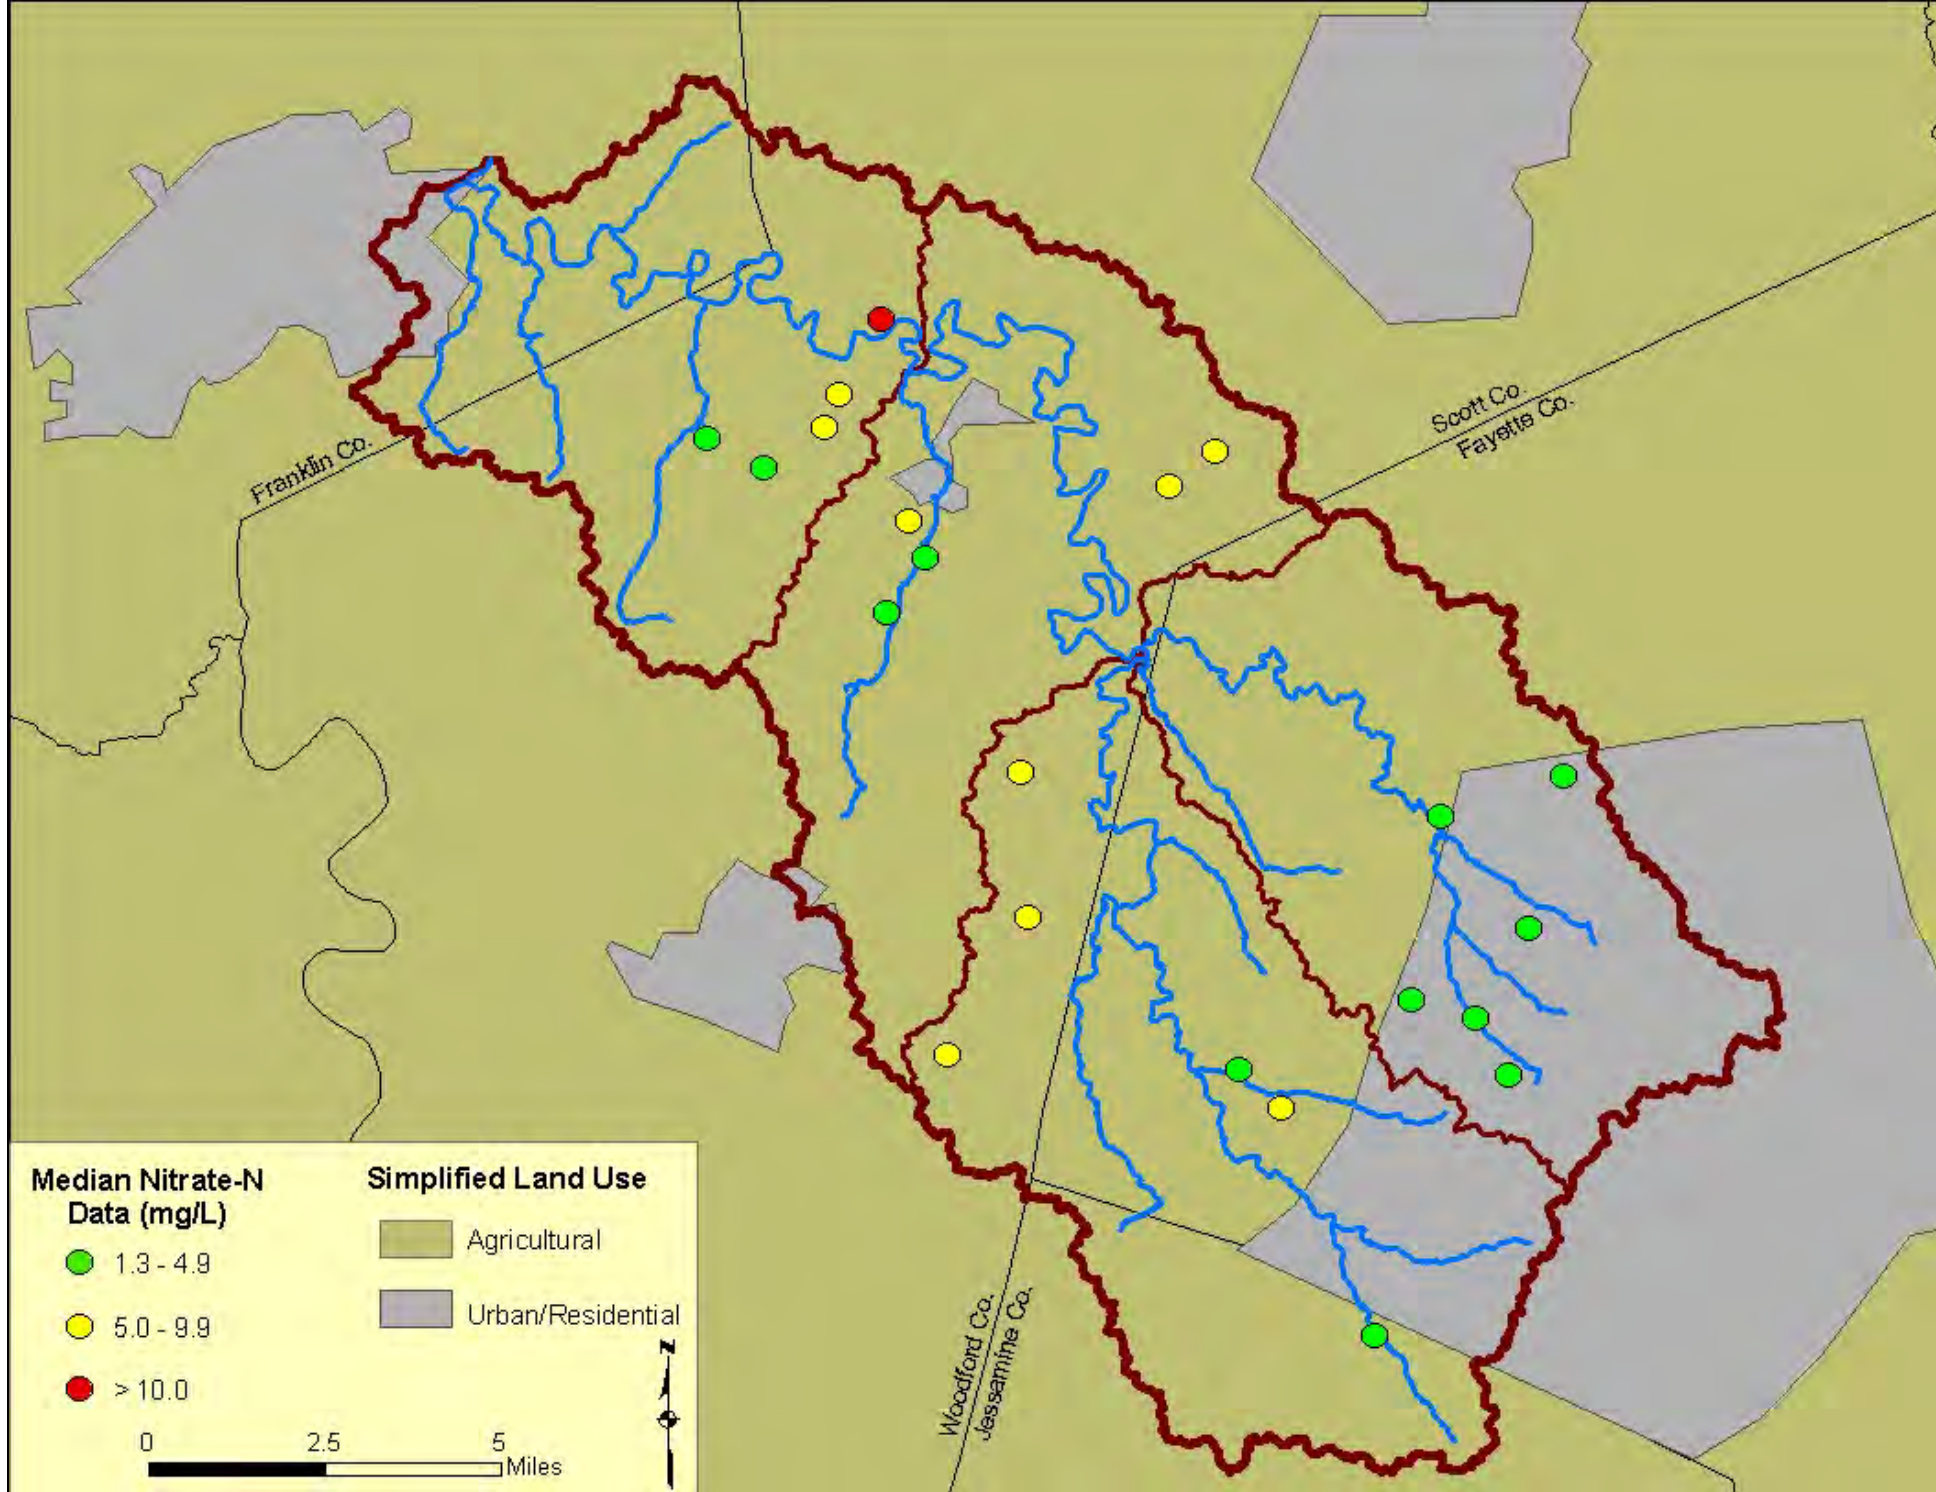 Scott Co.
Fayette Co.
Franklin Co.
Woodford Co.
Jessamine Co.
Median Nitrate-N
Data (mg/L)
1.3 - 4.9
5.0 - 9.9
> 10.0
Simplified Land Use
Agricultural
Urban/Residential
N
0 2.5 5
Miles